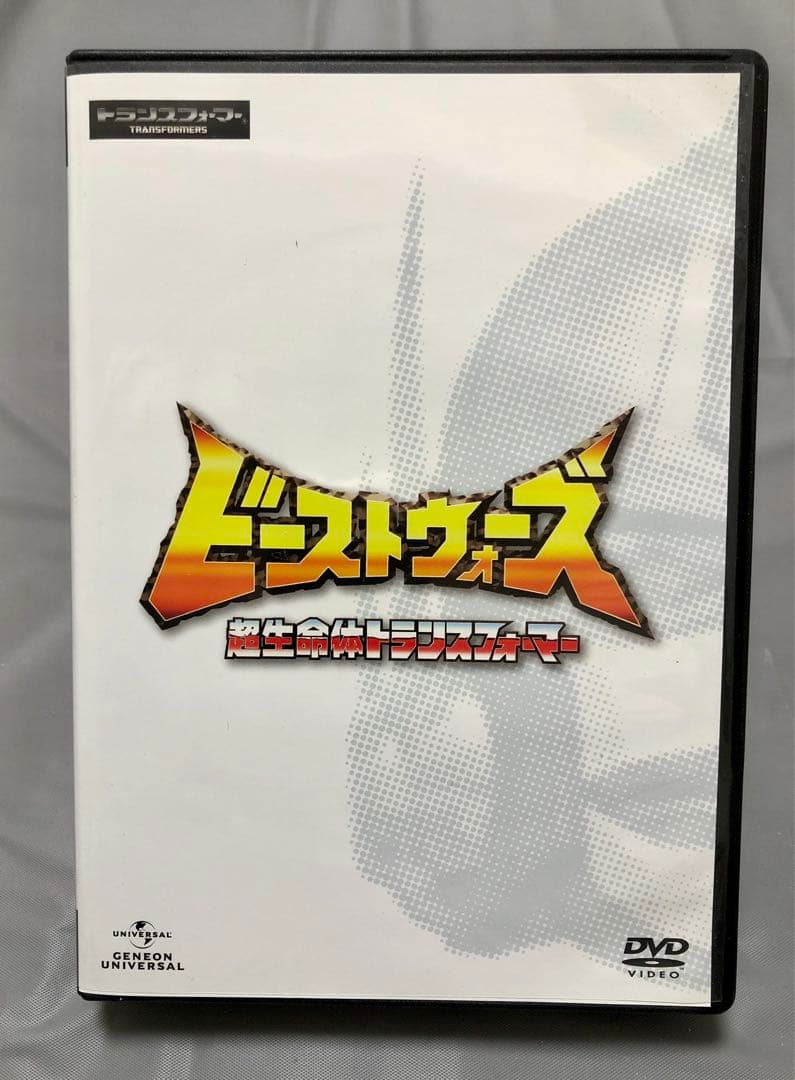 トランスフォーマー
TRANSFORMERS
ビーストウォーズ
超生命体トランスフォーマー
UNIVERSAL
GENEON
UNIVERSAL
DVD
VIDEO